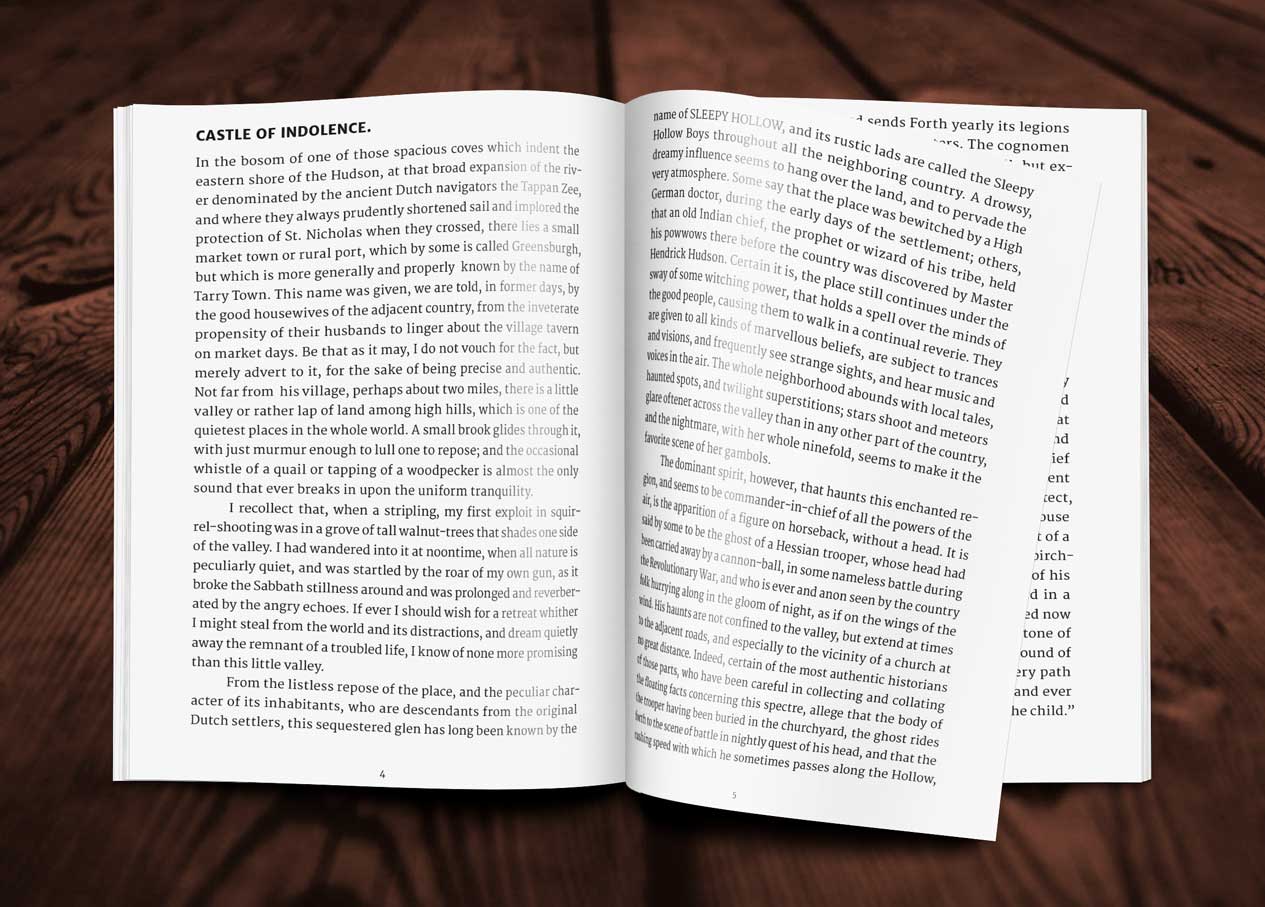 CASTLE OF INDOLENCE.
In the bosom of one of those spacious coves which indent the
eastern shore of the Hudson, at that broad expansion of the riv-
er denominated by the ancient Dutch navigators the Tappan Zee,
and where they always prudently shortened sail and implored the
protection of St. Nicholas when they crossed, there lies a small
market town or rural port, which by some is called Greensburgh,
but which is more generally and properly known by the name of
Tarry Town. This name was given, we are told, in former days, by
the good housewives of the adjacent country, from the inveterate
propensity of their husbands to linger about the village tavern
on market days. Be that as it may, I do not vouch for the fact, but
merely advert to it, for the sake of being precise and authentic.
Not far from his village, perhaps about two miles, there is a little
valley or rather lap of land among high hills, which is one of the
quietest places in the whole world. A small brook glides through it,
with just murmur enough to lull one to repose; and the occasional
whistle of a quail or tapping of a woodpecker is almost the only
sound that ever breaks in upon the uniform tranquility.
I recollect that, when a stripling, my first exploit in squir-
rel-shooting was in a grove of tall walnut-trees that shades one side
of the valley. I had wandered into it at noontime, when all nature is
peculiarly quiet, and was startled by the roar of my own gun, as it
broke the Sabbath stillness around and was prolonged and reverber-
ated by the angry echoes. If ever I should wish for a retreat whither
I might steal from the world and its distractions, and dream quietly
away the remnant of a troubled life, I know of none more promising
than this little valley.
From the listless repose of the place, and the peculiar char-
acter of its inhabitants, who are descendants from the original
Dutch settlers, this sequestered glen has long been known by the
4
name of SLEEPY HOLLOW, and its rustic lads are called the Sleepy
Hollow Boys throughout all the neighboring country. A drowsy,
dreamy influence seems to hang over the land, and to pervade the
very atmosphere. Some say that the place was bewitched by a High
German doctor, during the early days of the settlement; others,
that an old Indian chief, the prophet or wizard of his tribe, held
his powwows there before the country was discovered by Master
Hendrick Hudson. Certain it is, the place still continues under the
sway of some witching power, that holds a spell over the minds of
the good people, causing them to walk in a continual reverie. They
are given to all kinds of marvellous beliefs, are subject to trances
and visions, and frequently see strange sights, and hear music and
voices in the air. The whole neighborhood abounds with local tales,
haunted spots, and twilight superstitions; stars shoot and meteors
glare oftener across the valley than in any other part of the country,
and the nightmare, with her whole ninefold, seems to make it the
favorite scene of her gambols.
The dominant spirit, however, that haunts this enchanted re-
gion, and seems to be commander-in-chief of all the powers of the
air, is the apparition of a figure on horseback, without a head. It is
said by some to be the ghost of a Hessian trooper, whose head had
been carried away by a cannon-ball, in some nameless battle during
the Revolutionary War, and who is ever and anon seen by the country
folk hurrying along in the gloom of night, as if on the wings of the
wind. His haunts are not confined to the valley, but extend at times
to the adjacent roads, and especially to the vicinity of a church at
no great distance. Indeed, certain of the most authentic historians
of those parts, who have been careful in collecting and collating
the floating facts concerning this spectre, allege that the body of
the trooper having been buried in the churchyard, the ghost rides
forth to the scene of battle in nightly quest of his head, and that the
rushing speed with which he sometimes passes along the Hollow,
5
sends Forth yearly its legions
The cognomen
but ex-
at
ent
of a
of his
in a
now
tone of
of
path
and ever
child.”